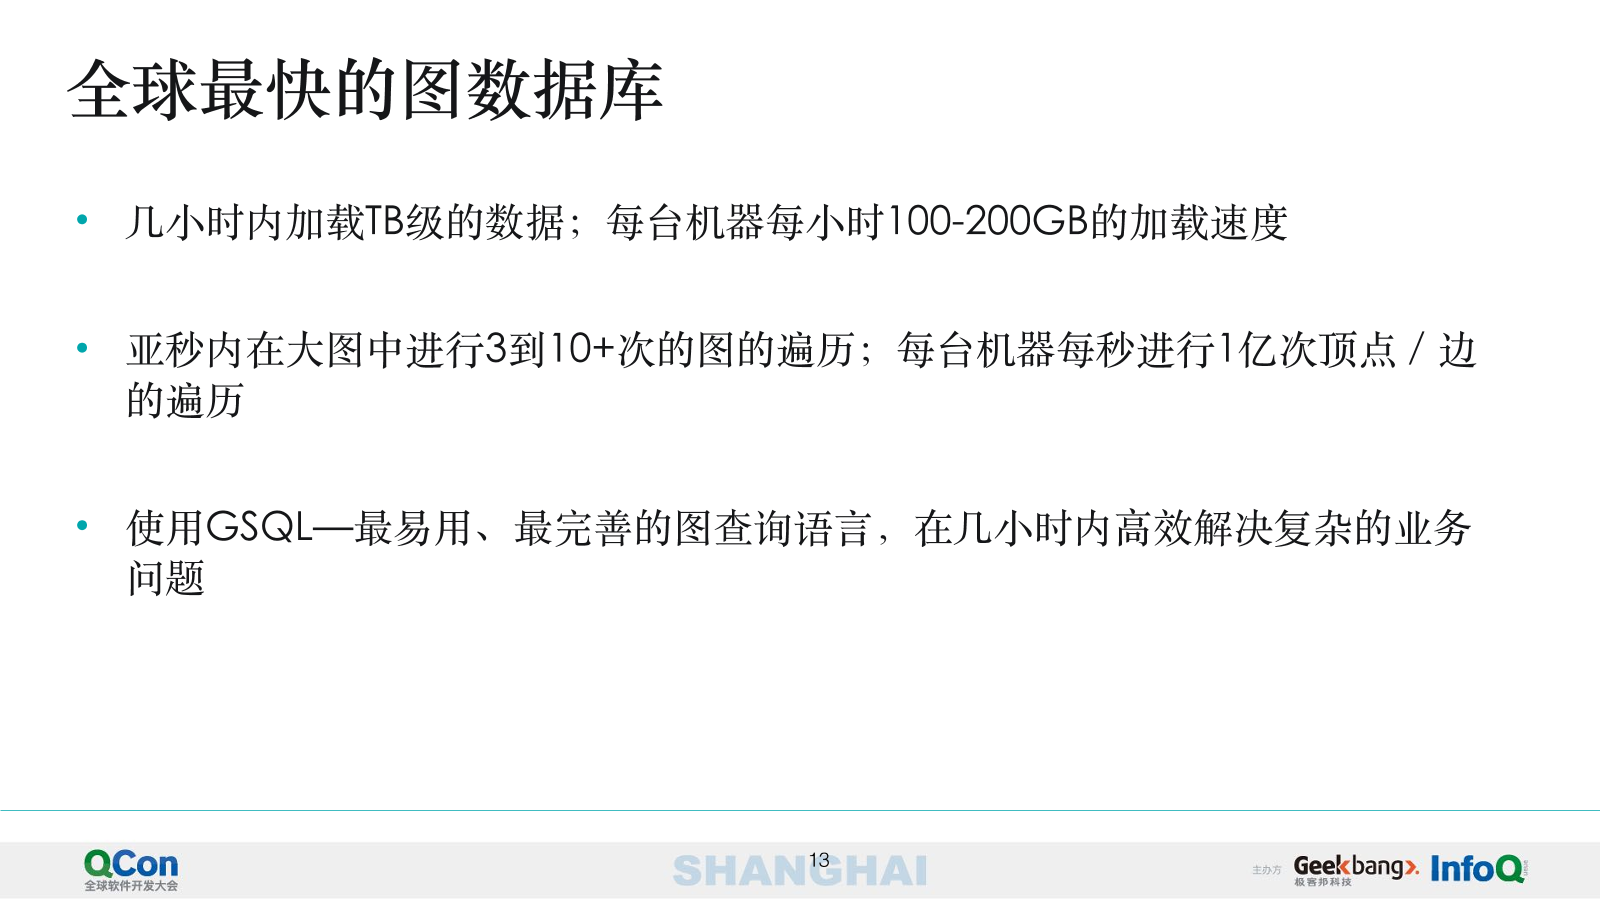 全球最快的图数据库
• 几小时内加载TB级的数据；每台机器每小时100-200GB的加载速度
• 亚秒内在大图中进行3到10+次的图的遍历；每台机器每秒进行1亿次顶点 / 边
的遍历
• 使用GSQL—最易用、最完善的图查询语言，在几小时内高效解决复杂的业务
问题
QCon
全球软件开发大会
SHANGHAI
13
主办方
Geekbang>.
极客邦科技
InfoQ